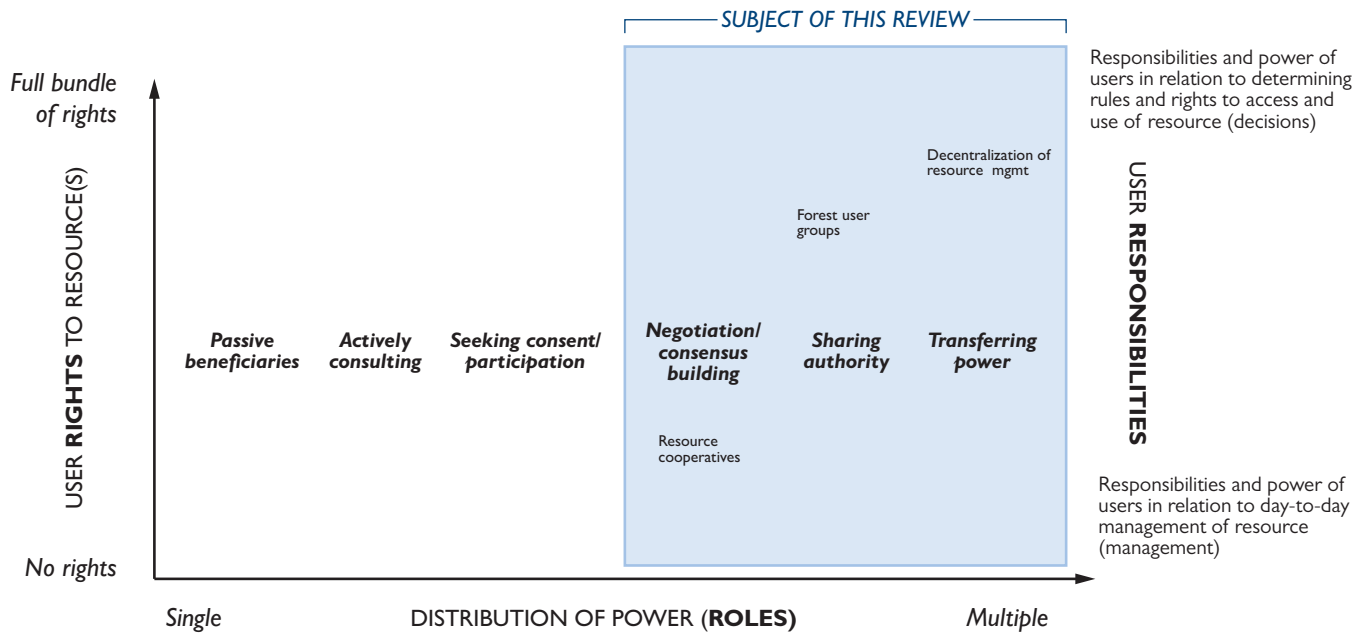 SUBJECT OF THIS REVIEW
Full bundle
of rights
Responsibilities and power of
users in relation to determining
rules and rights to access and
use of resource (decisions)
Decentralization of
resource mgmt
Forest user
groups
USER RIGHTS TO RESOURCE(S)
USER RESPONSIBILITIES
Passive
beneficiaries
Actively
consulting
Seeking consent/
participation
Negotiation/
consensus
building
Sharing
authority
Transferring
power
Resource
cooperatives
Responsibilities and power of
users in relation to day-to-day
management of resource
(management)
No rights
Single
DISTRIBUTION OF POWER (ROLES)
Multiple